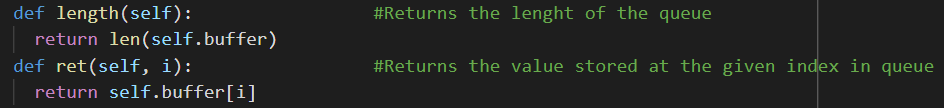 def length(self): #Returns the lenght of the queue
return len(self.buffer)
def ret(self, i): #Returns the value stored at the given index in queue
return self.buffer[i]